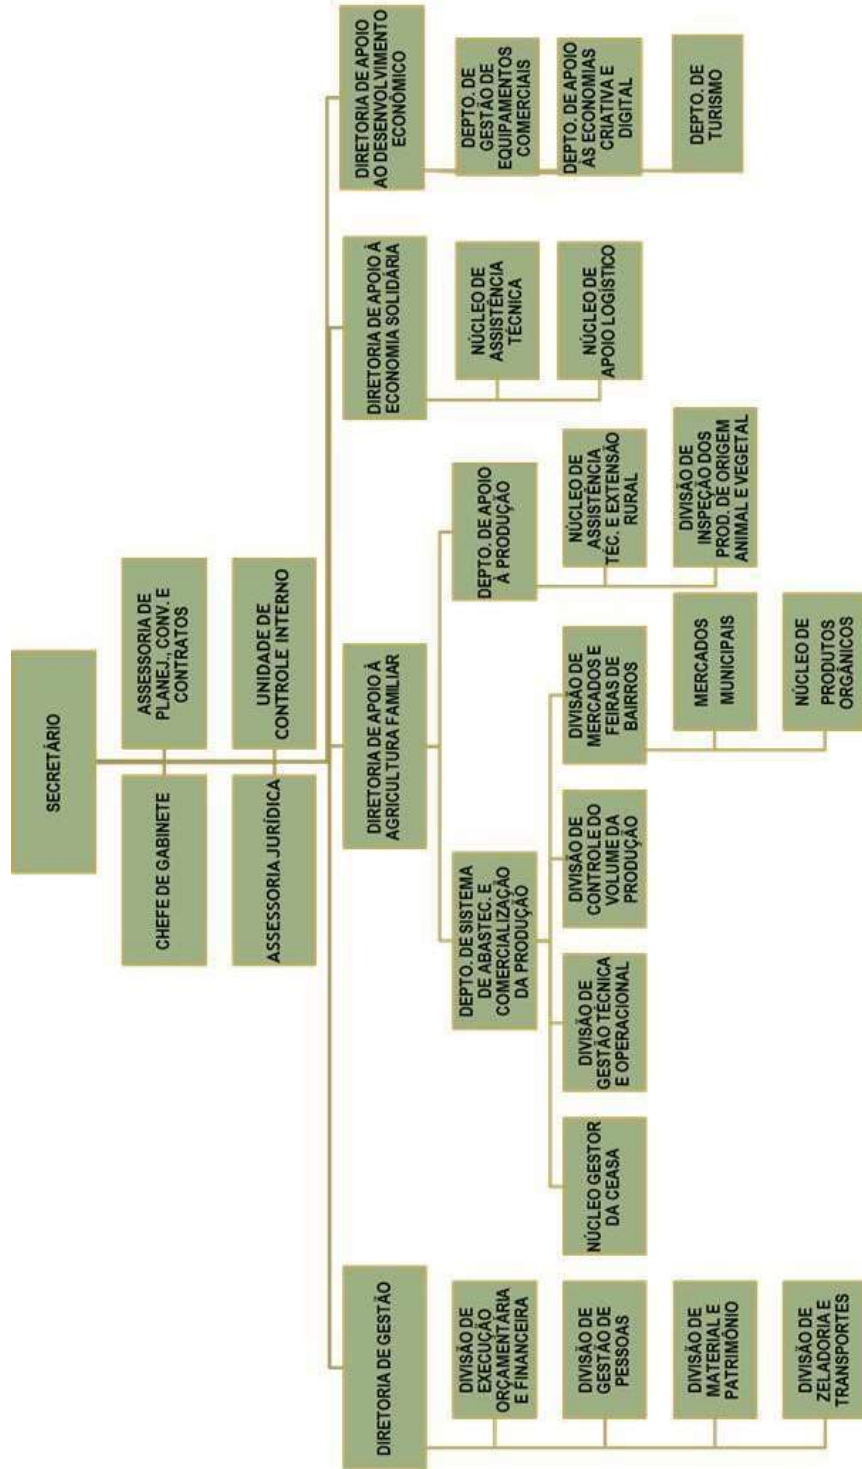 SECRETÁRIO
CHEFE DE GABINETE
ASSESSORIA DE
PLANEJ., CONV. E
CONTRATOS
ASSESSORIA JURÍDICA
UNIDADE DE
CONTROLE INTERNO
DIRETORIA DE GESTÃO
DIVISÃO DE
EXECUÇÃO
ORÇAMENTÁRIA
E FINANCEIRA
DIVISÃO DE
GESTÃO DE
PESSOAS
DIVISÃO DE
MATERIAL E
PATRIMÔNIO
DIVISÃO DE
ZELADORIA E
TRANSPORTES
DIRETORIA DE APOIO À
AGRICULTURA FAMILIAR
DEPTO. DE SISTEMA
DE ABASTEC. E
COMERCIALIZAÇÃO
DA PRODUÇÃO
NÚCLEO GESTOR
DA CEASA
DIVISÃO DE
GESTÃO TÉCNICA
E OPERACIONAL
DIVISÃO DE
CONTROLE DO
VOLUME DA
PRODUÇÃO
DIVISÃO DE
MERCADOS E
FEIRAS DE
BAIRROS
MERCADOS
MUNICIPAIS
NÚCLEO DE
PRODUTOS
ORGÂNICOS
DEPTO. DE APOIO
À PRODUÇÃO
NÚCLEO DE
ASSISTÊNCIA
TÉC. E EXTENSÃO
RURAL
DIVISÃO DE
INSPEÇÃO DOS
PROD. DE ORIGEM
ANIMAL E VEGETAL
DIRETORIA DE APOIO À
ECONOMIA SOLIDÁRIA
NÚCLEO DE
ASSISTÊNCIA
TÉCNICA
NÚCLEO DE
APOIO LOGÍSTICO
DIRETORIA DE APOIO
AO DESENVOLVIMENTO
ECONÔMICO
DEPTO. DE
GESTÃO DE
EQUIPAMENTOS
COMERCIAIS
DEPTO. DE APOIO
ÀS ECONOMIAS
CRIATIVA E
DIGITAL
DEPTO. DE
TURISMO